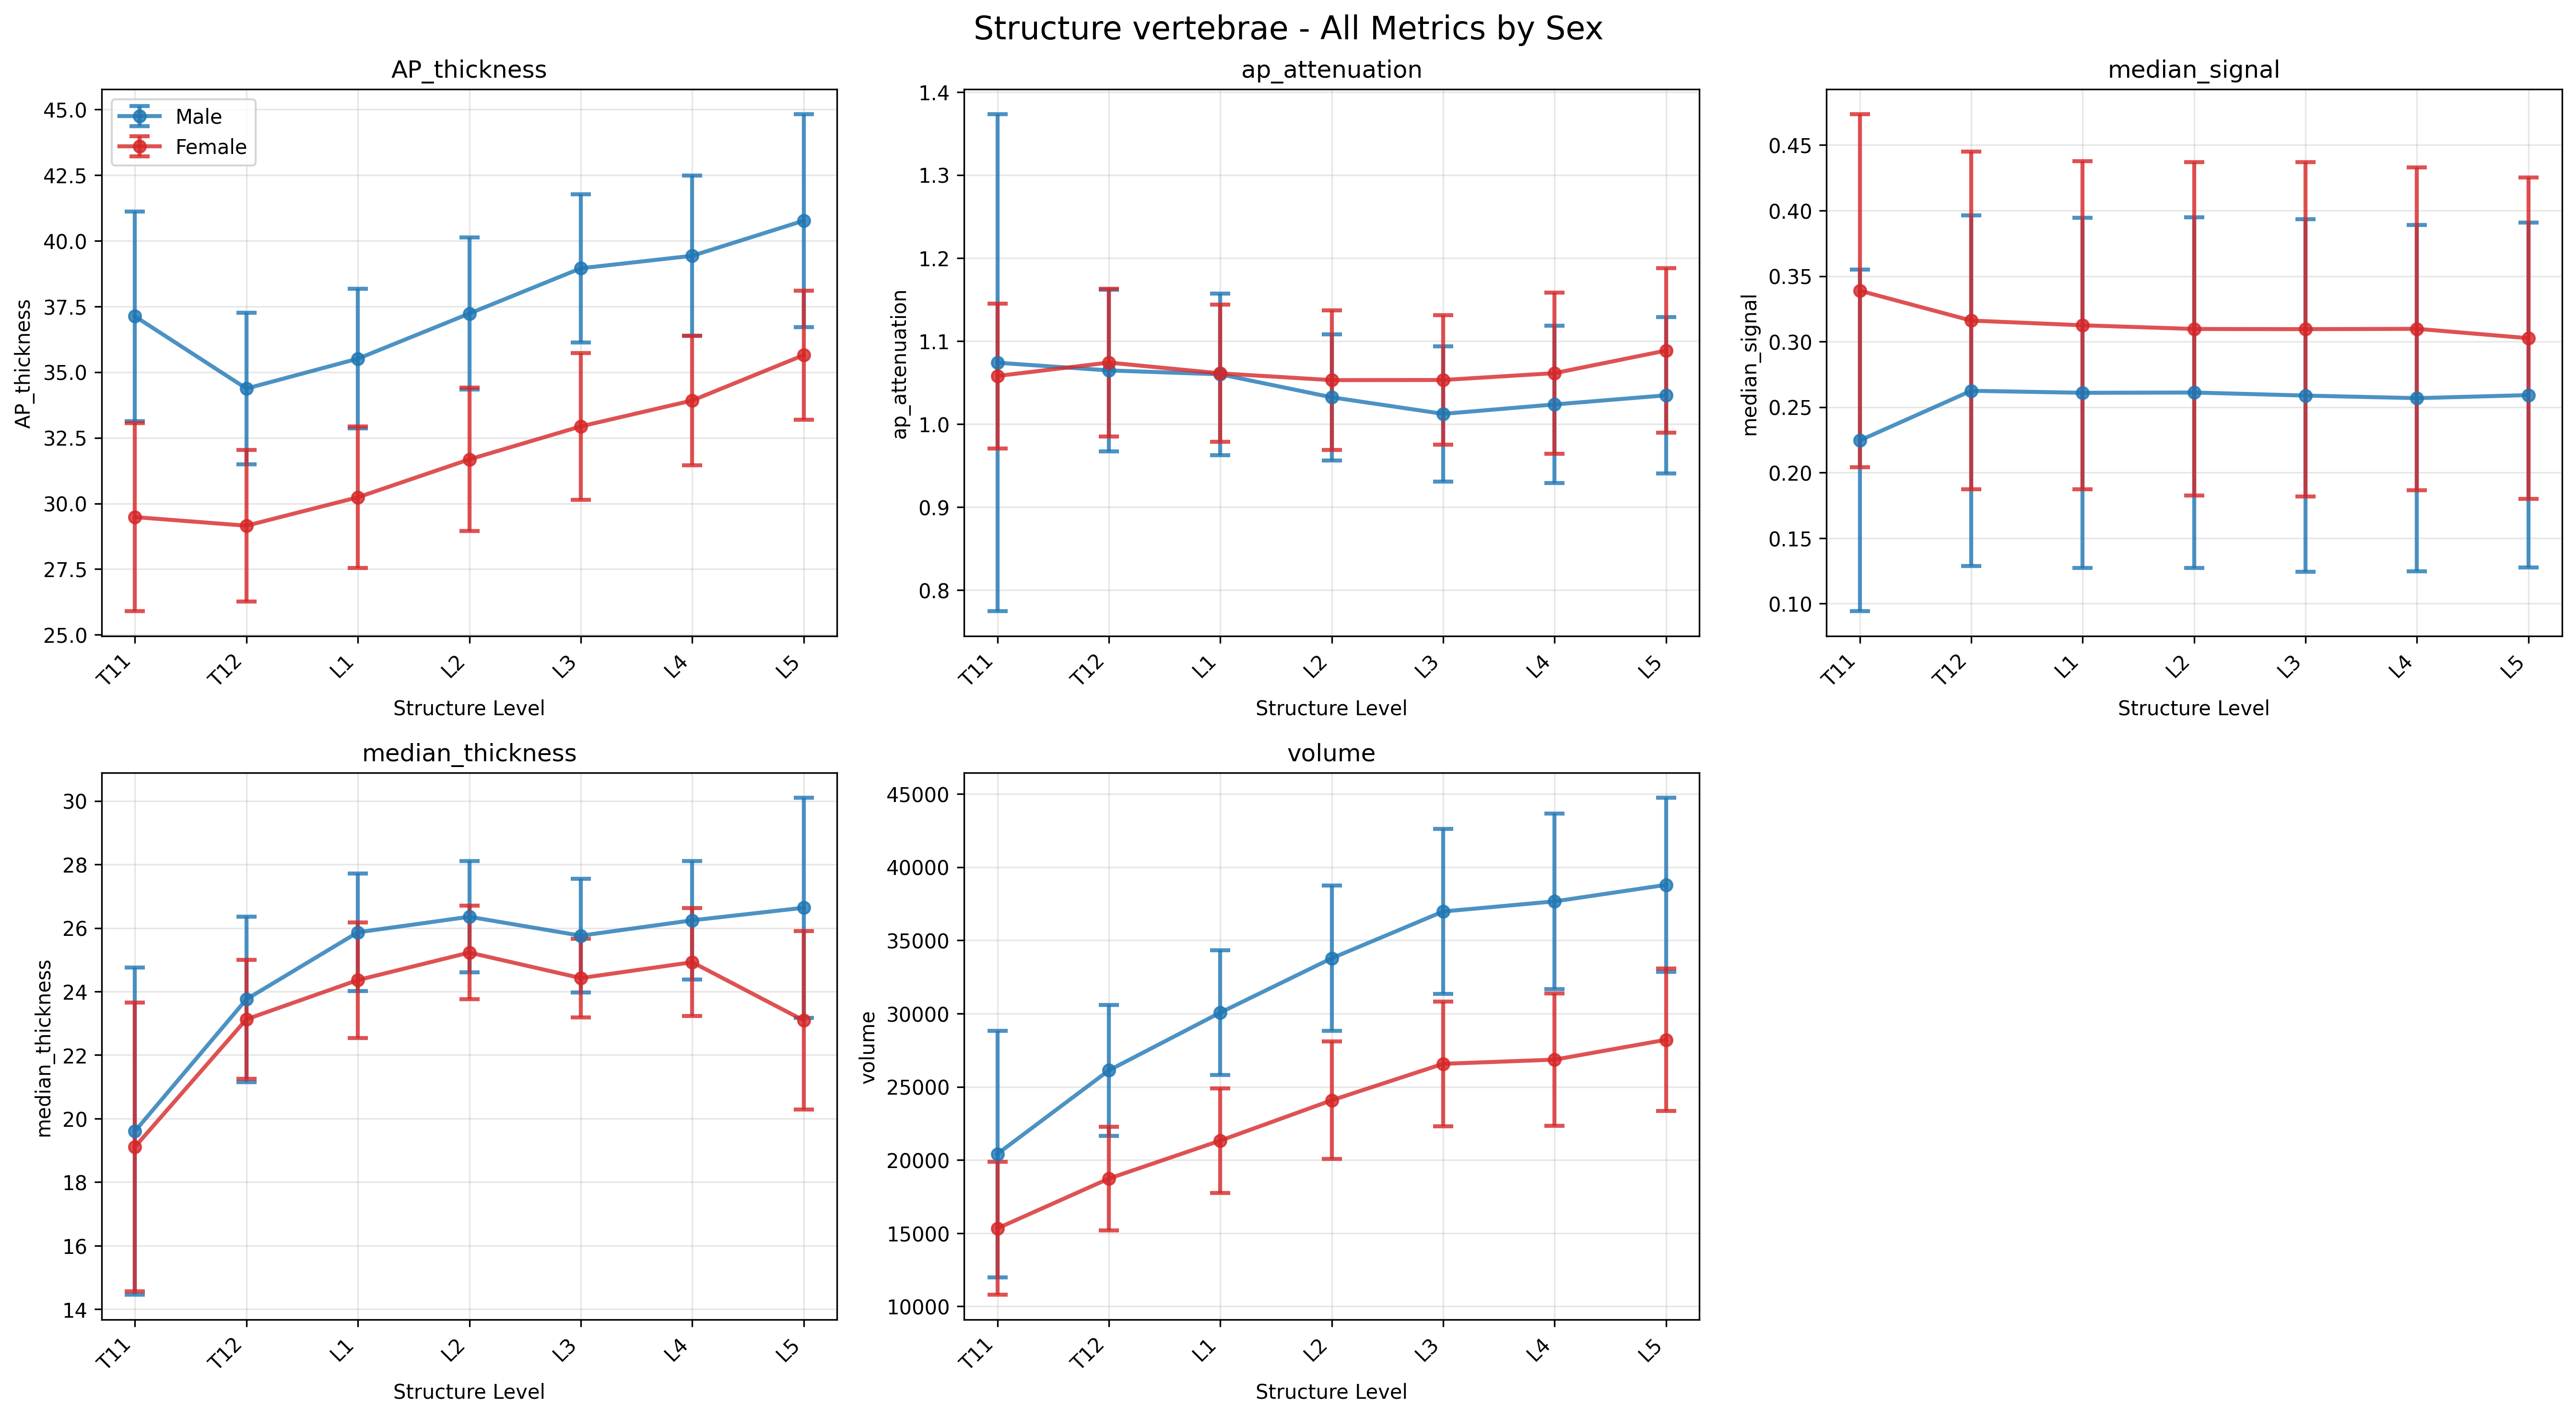 Structure vertebrae - All Metrics by Sex
AP_thickness
AP_thickness
45.0
42.5
40.0
37.5
35.0
32.5
30.0
27.5
25.0
Male
Female
T11
T12
L1
L2
L3
L4
L5
Structure Level
ap_attenuation
ap_attenuation
1.4
1.3
1.2
1.1
1.0
0.9
0.8
T11
T12
L1
L2
L3
L4
L5
Structure Level
median_signal
median_signal
0.45
0.40
0.35
0.30
0.25
0.20
0.15
0.10
T11
T12
L1
L2
L3
L4
L5
Structure Level
median_thickness
median_thickness
30
28
26
24
22
20
18
16
14
T11
T12
L1
L2
L3
L4
L5
Structure Level
volume
volume
45000
40000
35000
30000
25000
20000
15000
10000
T11
T12
L1
L2
L3
L4
L5
Structure Level